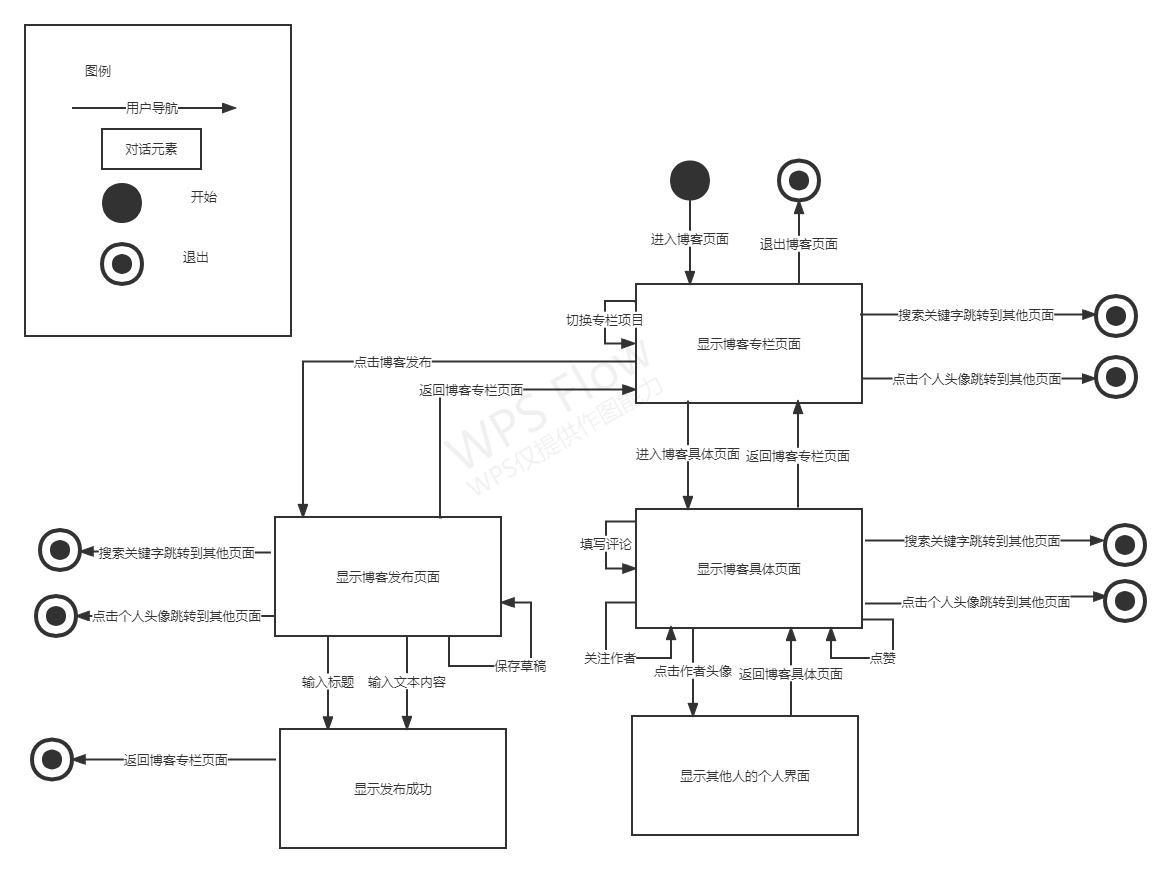 图例
用户导航
对话元素
开始
退出
进入博客页面
退出博客页面
切换专栏项目
显示博客专栏页面
搜索关键字跳转到其他页面
点击个人头像跳转到其他页面
点击博客发布
返回博客专栏页面
WPS Flow
WPS仅提供作图能力
进入博客具体页面
返回博客专栏页面
搜索关键字跳转到其他页面
点击个人头像跳转到其他页面
显示博客发布页面
填写评论
显示博客具体页面
搜索关键字跳转到其他页面
点击个人头像跳转到其他页面
关注作者
点赞
点击作者头像
返回博客具体页面
保存草稿
输入标题
输入文本内容
返回博客专栏页面
显示发布成功
显示其他人的个人界面